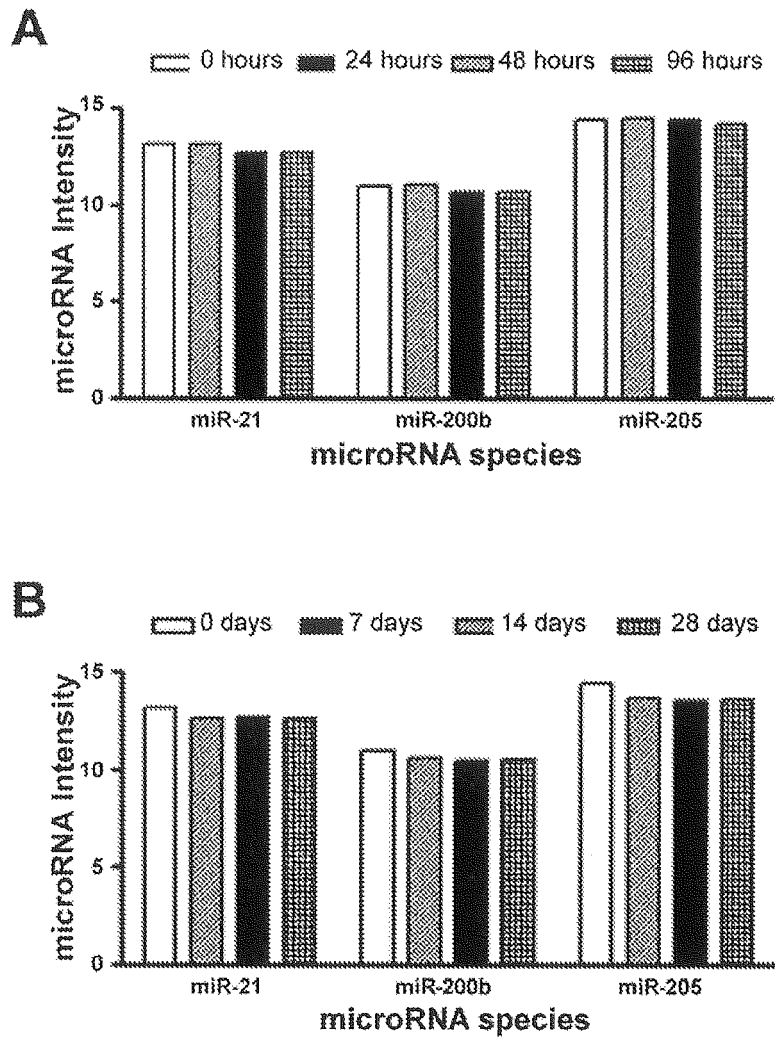 A
0 hours 24 hours 48 hours 96 hours
microRNA Intensity
15
10
5
0
miR-21 miR-200b miR-205
microRNA species
B
0 days 7 days 14 days 28 days
microRNA Intensity
15
10
5
0
miR-21 miR-200b miR-205
microRNA species